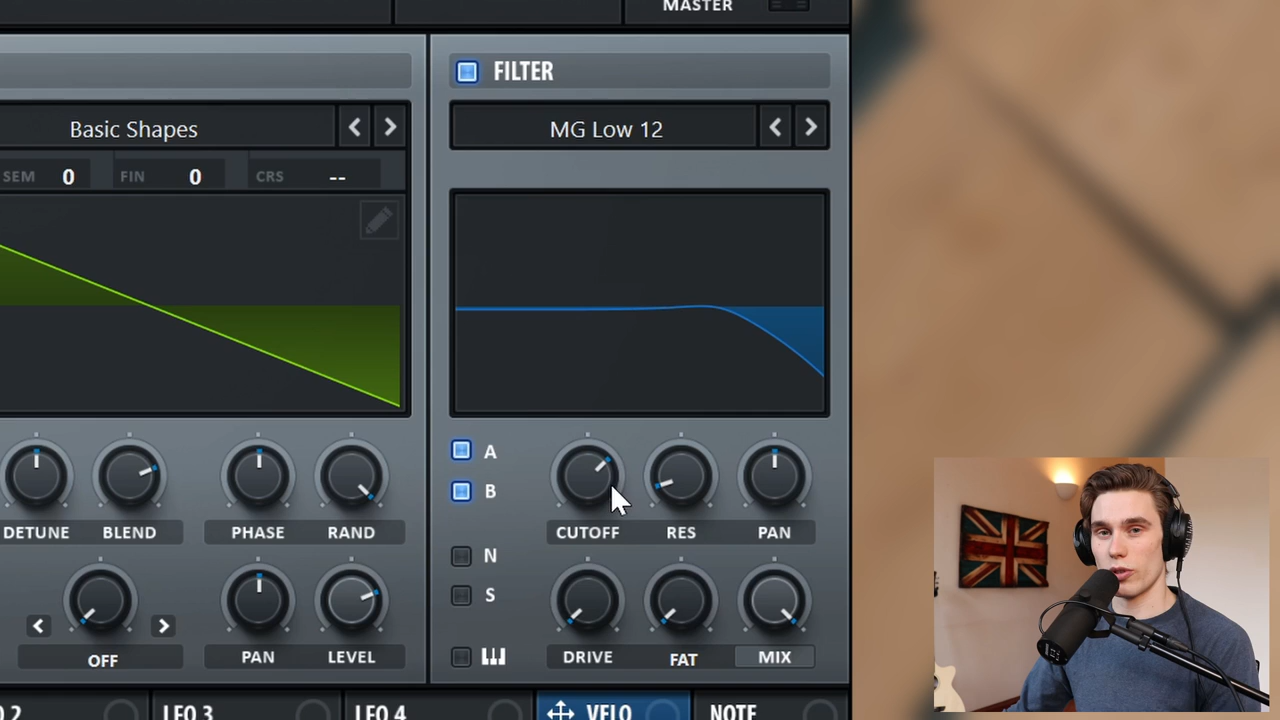 MASTER
FILTER
Basic Shapes
MG Low 12
SEM 0 FIN 0 CRS --
A
B
N
S
DETUNE BLEND PHASE RAND
CUTOFF RES PAN
OFF PAN LEVEL
DRIVE FAT MIX
LFO 3 LFO 4 VELO NOTE